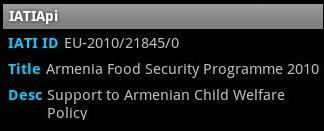 IATIApi
IATI ID EU-2010/21845/0
Title Armenia Food Security Programme 2010
Desc Support to Armenian Child Welfare
Policy